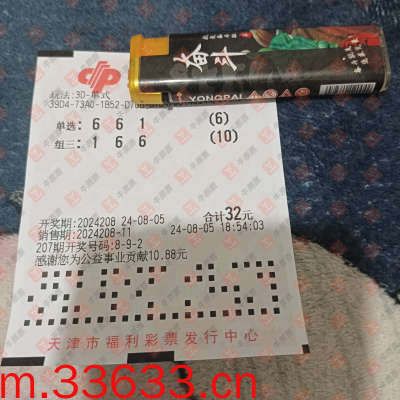 奋斗
YONGPAI
玩法:3D-单式
单选: 6 6 1 (6)
组三: 1 6 6 (10)
开奖期:2024208 24-08-05 合计32元
销售期:2024208-11 24-08-05 18:54:03
207期开奖号码:8-9-2
感谢您为公益事业贡献10.88元
天津市福利彩票发行中心
m.33633.cn